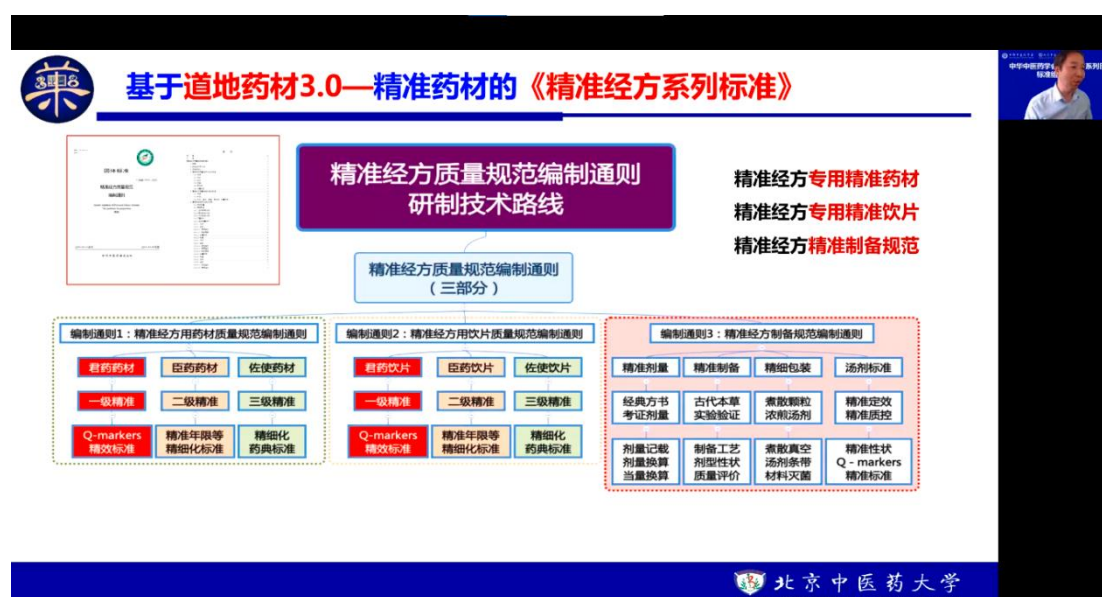 基于道地药材3.0—精准药材的《精准经方系列标准》
精准经方质量规范编制通则
研制技术路线
精准经方专用精准药材
精准经方专用精准饮片
精准经方精准制备规范
精准经方质量规范编制通则
（三部分）
编制通则1：精准经方用药材质量规范编制通则
君药药材
臣药药材
佐使药材
一级精准
二级精准
三级精准
Q-markers
精效标准
精准年限等
精细化标准
精细化
药典标准
编制通则2：精准经方用饮片质量规范编制通则
君药饮片
臣药饮片
佐使饮片
一级精准
二级精准
三级精准
Q-markers
精效标准
精准年限等
精细化标准
精细化
药典标准
编制通则3：精准经方制备规范编制通则
精准剂量
精准制备
精细包装
汤剂标准
经典方书
考证剂量
古代本草
实验验证
煮散颗粒
浓煎汤剂
精准定效
精准质控
剂量记载
剂量换算
当量换算
制备工艺
剂型性状
质量评价
煮散真空
汤剂条带
材料灭菌
精准性状
Q - markers
精准标准
北京中医药大学